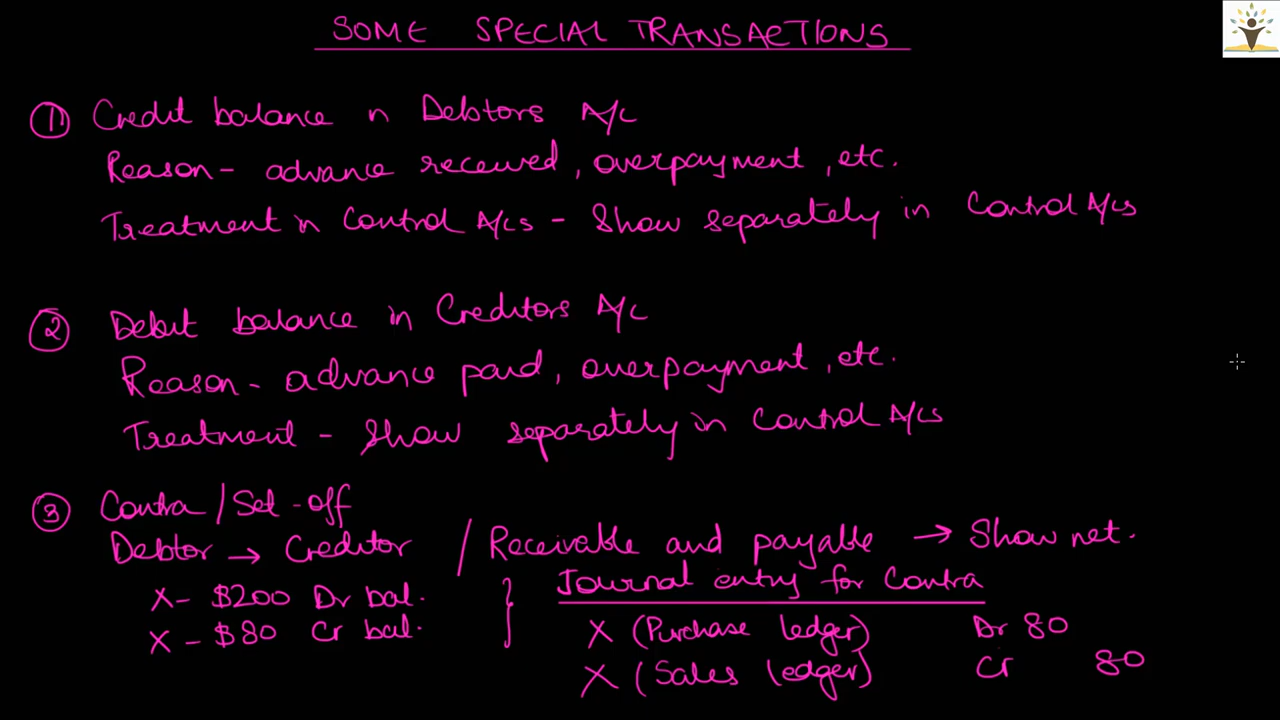 SOME SPECIAL TRANSACTIONS
① Credit balance in Debtors A/c
Reason - advance received, overpayment, etc.
Treatment in Control A/cs - Show separately in Control A/cs
② Debit balance in Creditors A/c
Reason - advance paid, overpayment, etc.
Treatment - Show separately in Control A/cs
③ Contra / Set-off
Debtor → Creditor / Receivable and payable → Show net.
Journal entry for Contra
X - $200 Dr bal.
X - $80 Cr bal.
X (Purchase ledger) Dr 80
X (Sales ledger) Cr 80